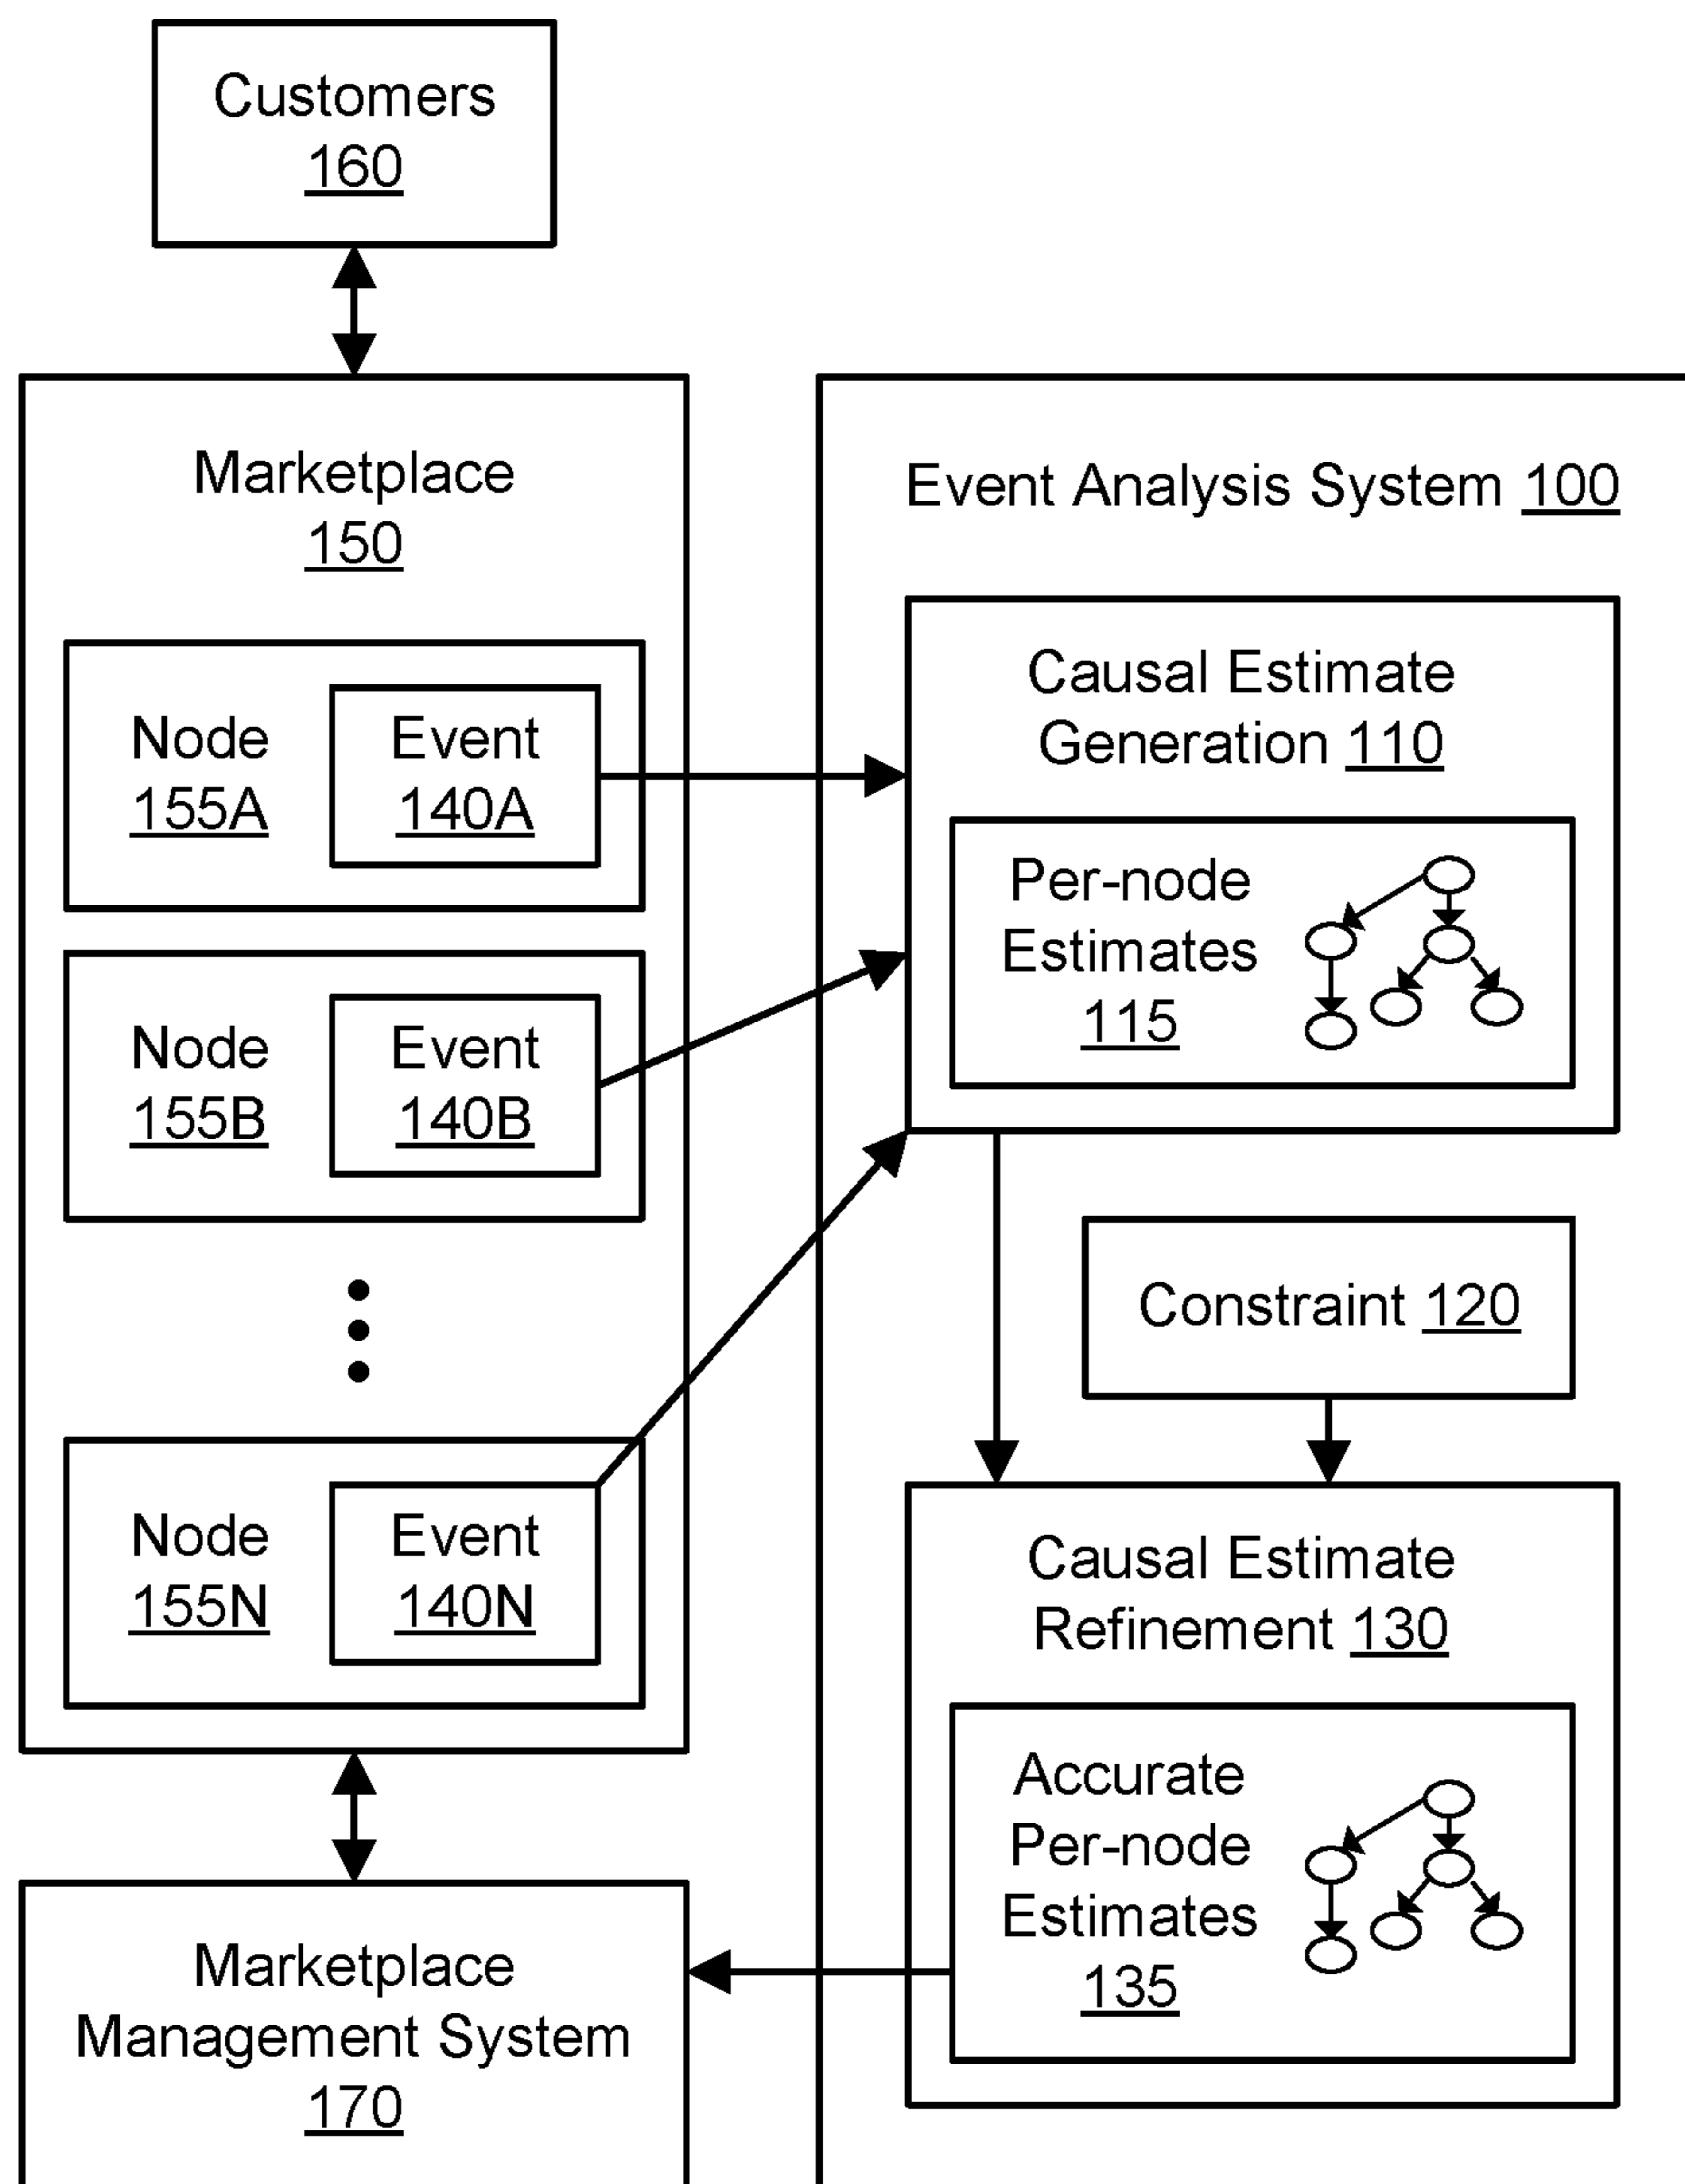 Customers
160
Marketplace
150
Node
155A
Event
140A
Node
155B
Event
140B
Node
155N
Event
140N
Marketplace
Management System
170
Event Analysis System 100
Causal Estimate
Generation 110
Per-node
Estimates
115
Constraint 120
Causal Estimate
Refinement 130
Accurate
Per-node
Estimates
135